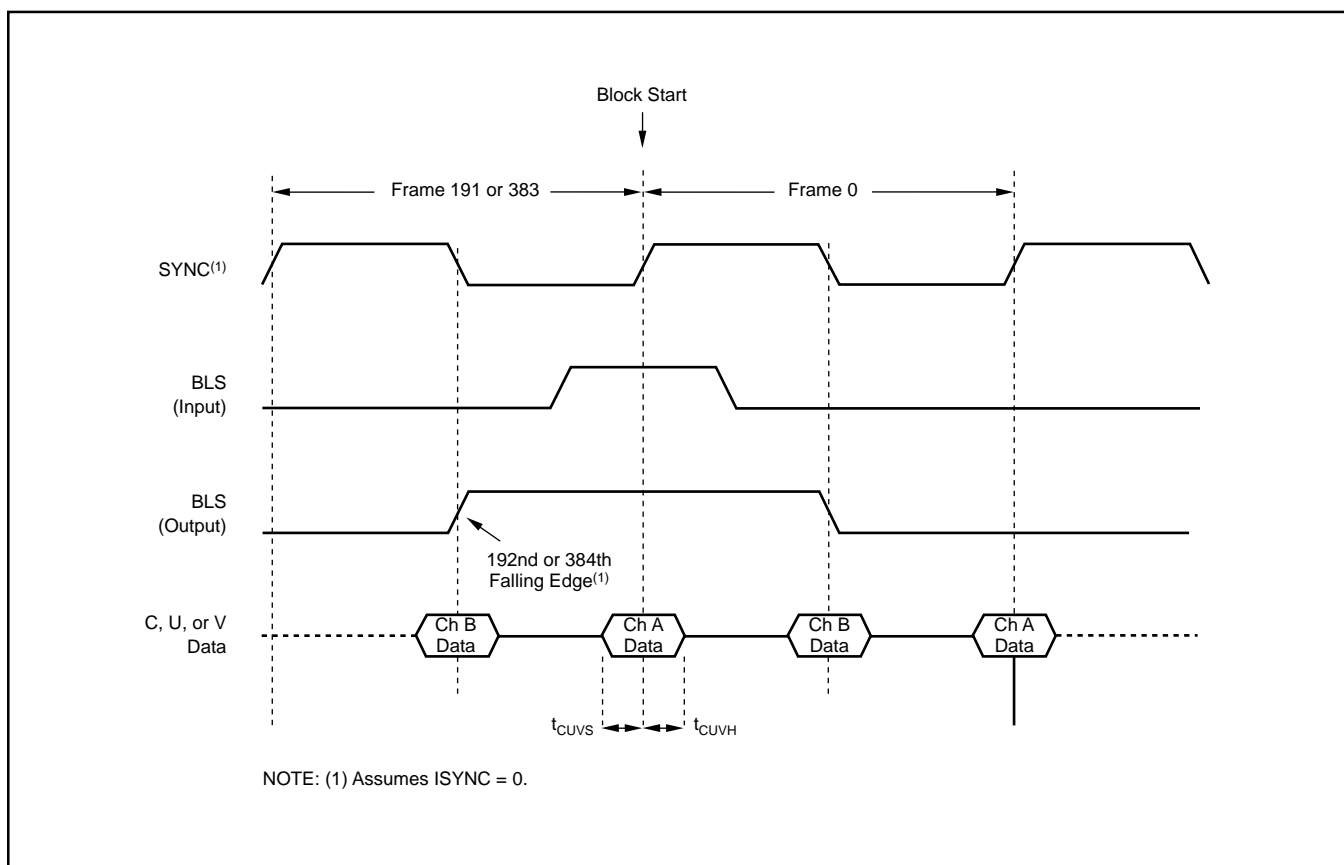 Block Start
Frame 191 or 383
Frame 0
SYNC(1)
BLS
(Input)
BLS
(Output)
192nd or 384th
Falling Edge(1)
C, U, or V
Data
Ch B
Data
Ch A
Data
Ch B
Data
Ch A
Data
tCUVS
tCUVH
NOTE: (1) Assumes ISYNC = 0.